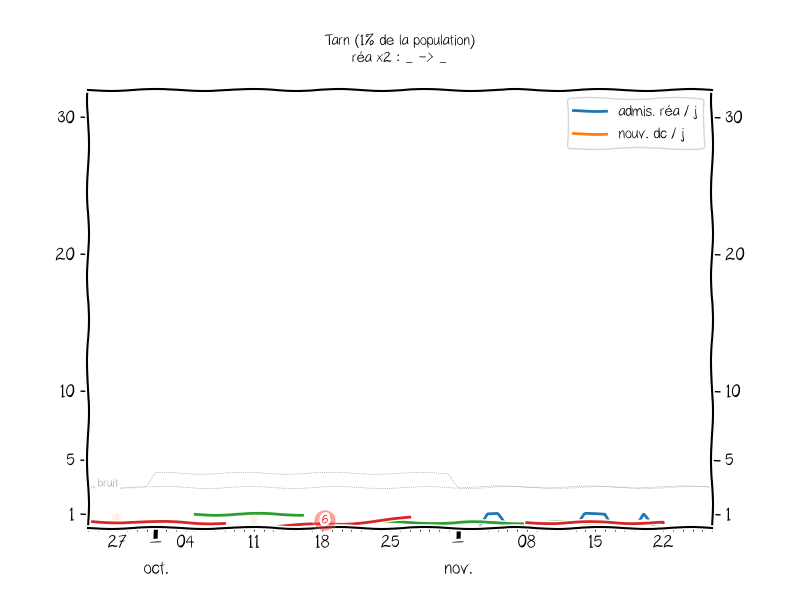 Tarn (1% de la population)
réa x2 : _ -> _
admis. réa / j
nouv. dc / j
30
30
20
20
10
10
5
5
bruit
1
1
6
27
04
11
18
25
08
15
22
oct.
nov.